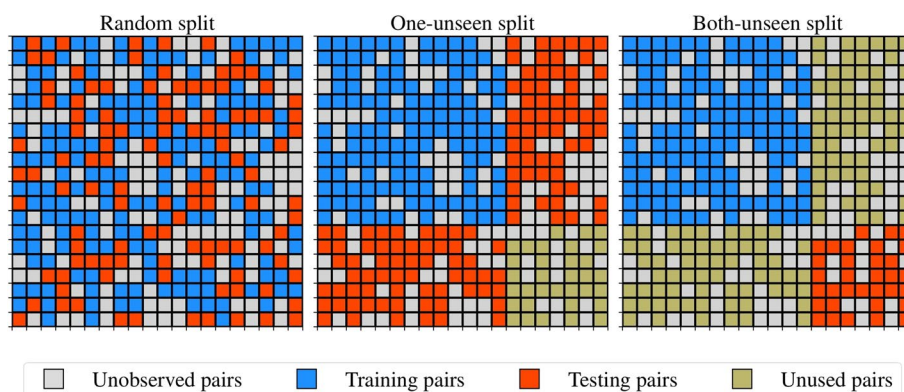 Random split
One-unseen split
Both-unseen split
Unobserved pairs
Training pairs
Testing pairs
Unused pairs